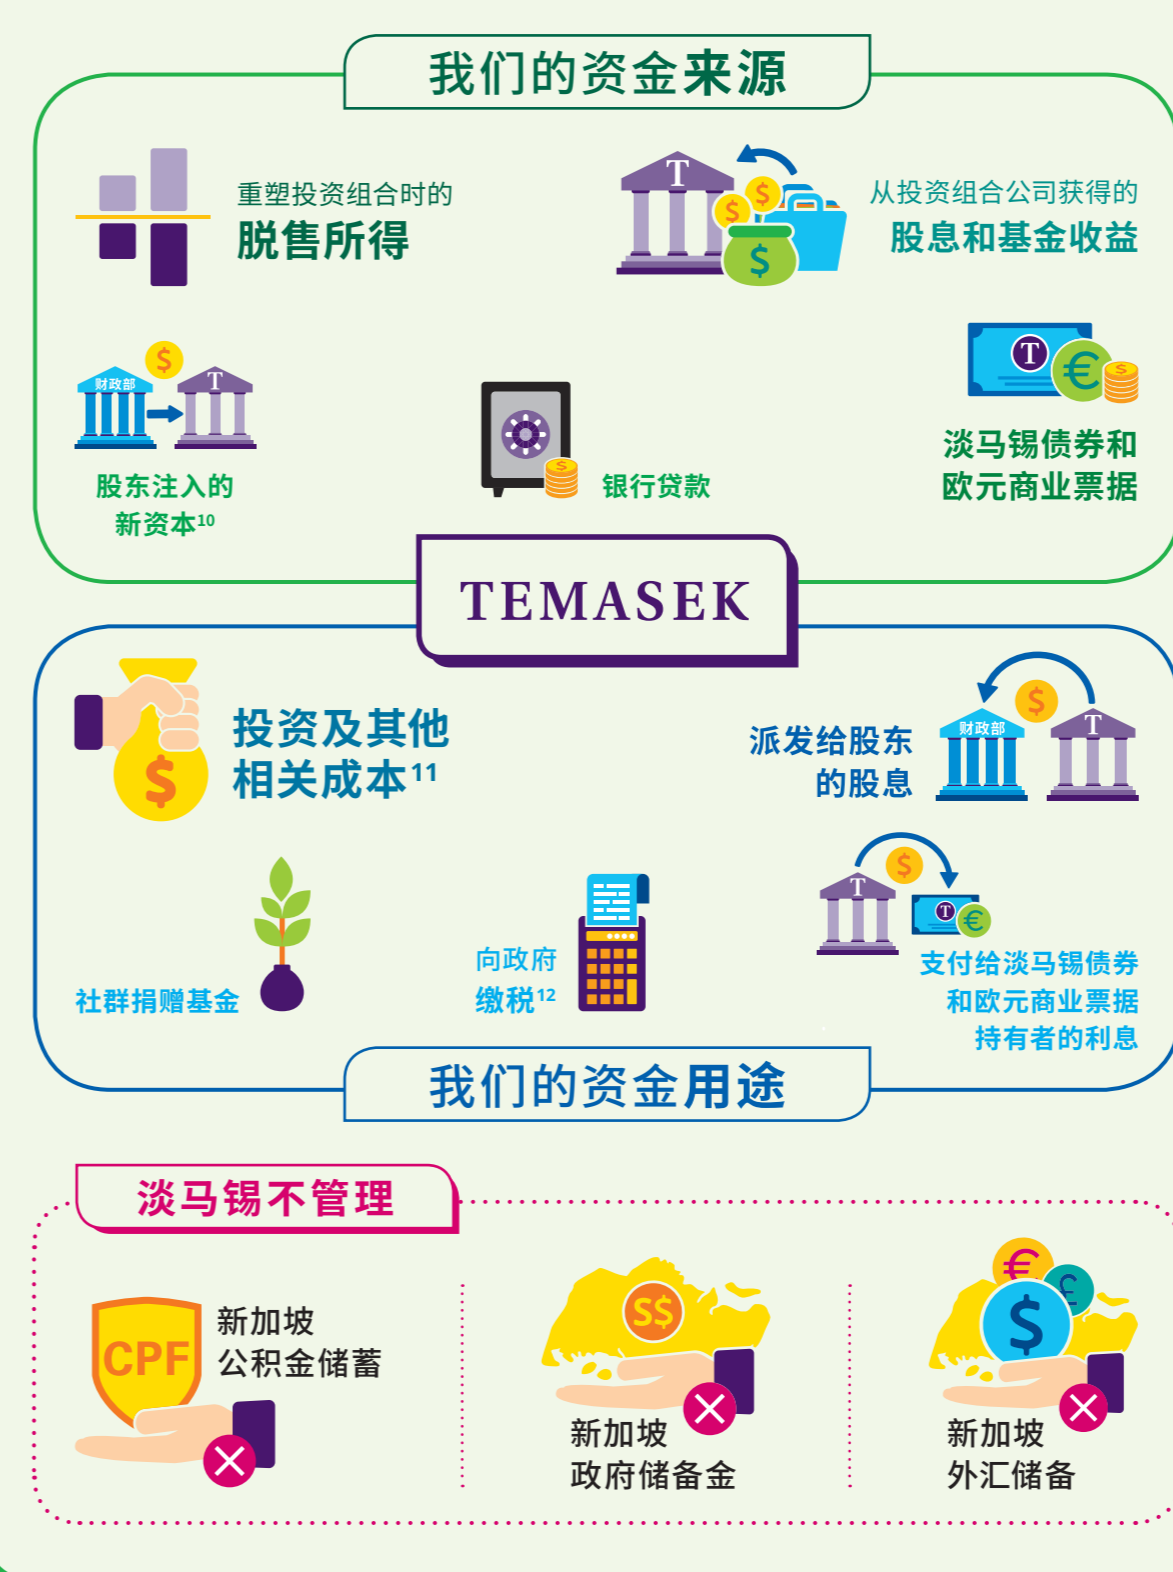 我们的资金来源
重塑投资组合时的
脱售所得
T
$
$
$
从投资组合公司获得的
股息和基金收益
财政部
$
T
股东注入的
新资本10
$
银行贷款
T
€
$
淡马锡债券和
欧元商业票据
TEMASEK
$
投资及其他
相关成本11
派发给股东
的股息
财政部
$
T
社群捐赠基金
向政府
缴税12
T
$
T
€
支付给淡马锡债券
和欧元商业票据
持有者的利息
我们的资金用途
淡马锡不管理
CPF
新加坡
公积金储蓄
S$
新加坡
政府储备金
€
£
$
新加坡
外汇储备